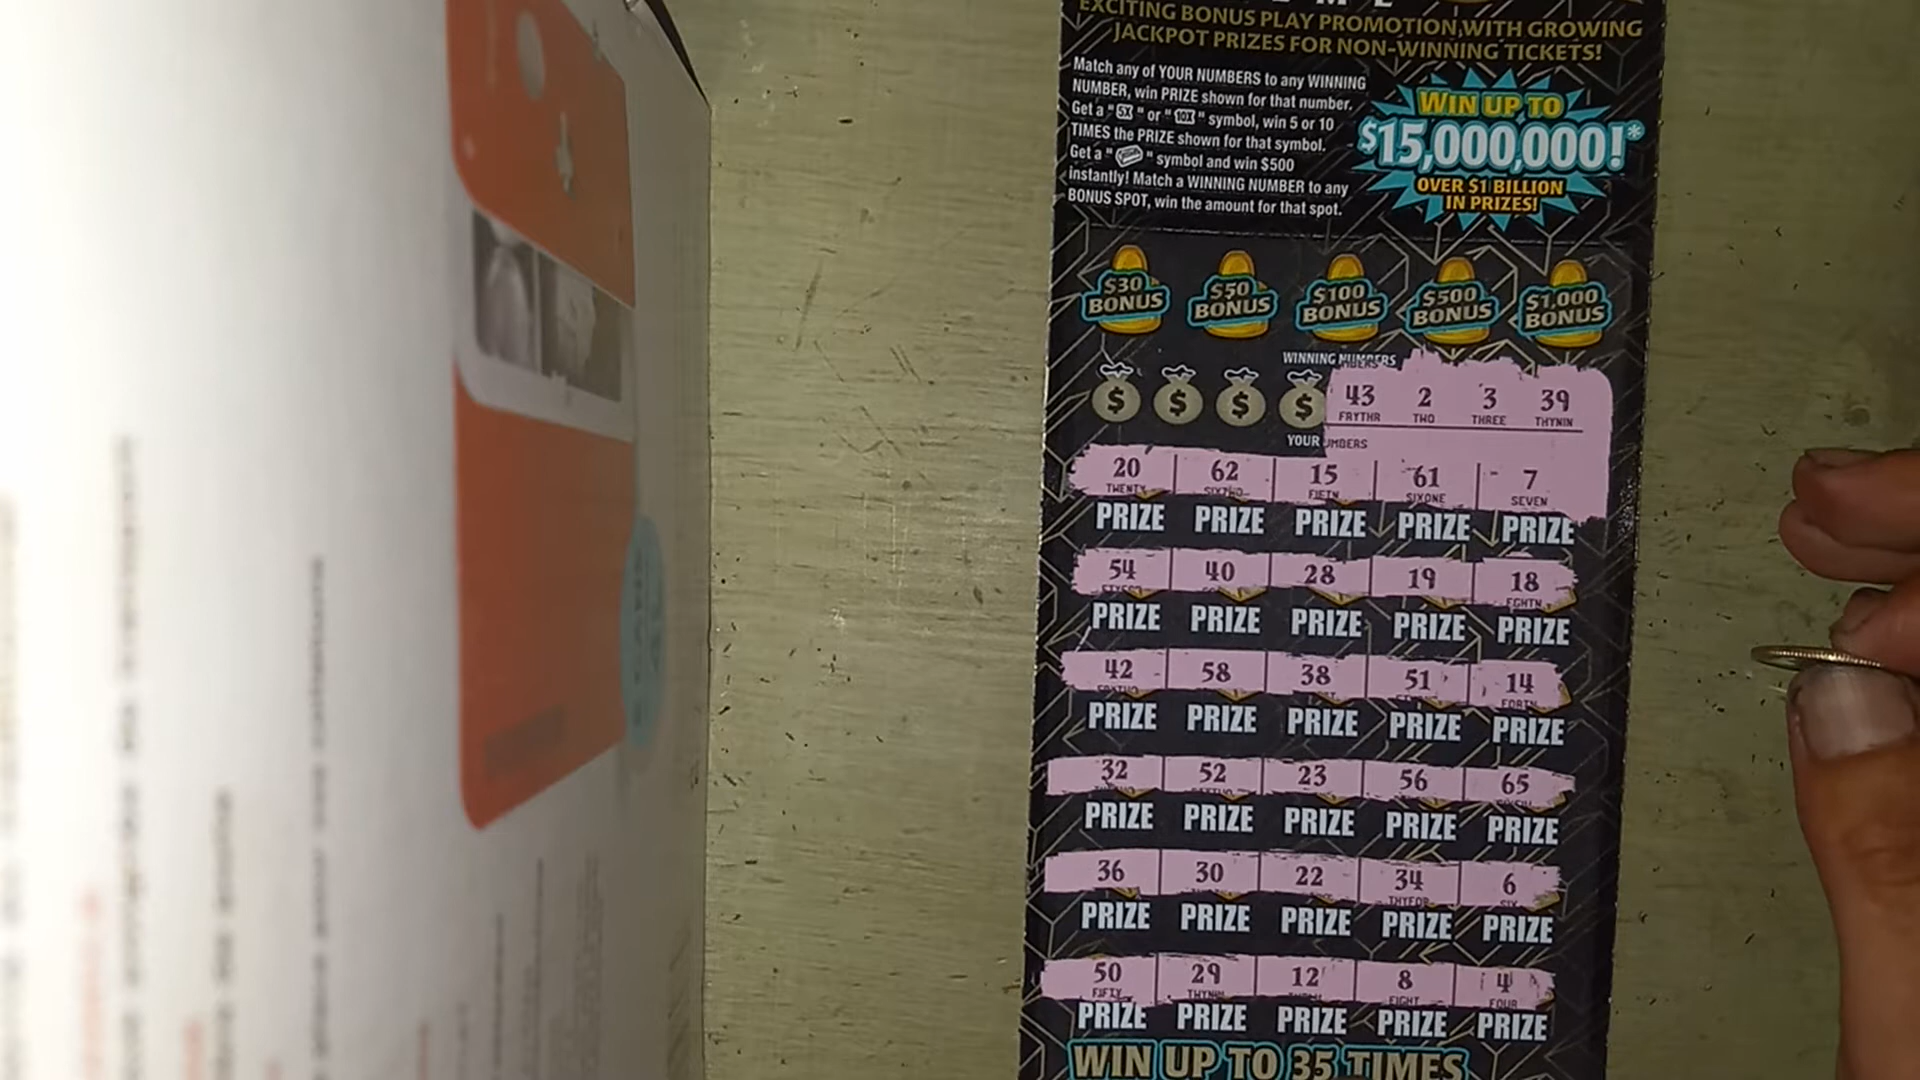 EXCITING BONUS PLAY PROMOTION, WITH GROWING
JACKPOT PRIZES FOR NON-WINNING TICKETS!
Match any of YOUR NUMBERS to any WINNING
NUMBER, win PRIZE shown for that number.
Get a "5X" or "10X" symbol, win 5 or 10
TIMES the PRIZE shown for that symbol.
Get a " " symbol and win $500
instantly! Match a WINNING NUMBER to any
BONUS SPOT, win the amount for that spot.
WIN UP TO
$15,000,000!*
OVER $1 BILLION
IN PRIZES!
$30 BONUS $50 BONUS $100 BONUS $500 BONUS $1,000 BONUS
WINNING NUMBERS
$ $ $ $ 43 2 3 39
FRYTHR TWO THREE THYNIN
YOUR NUMBERS
20 62 15 61 7
TWENTY SIXTWO FIFTN SIXONE SEVEN
PRIZE PRIZE PRIZE PRIZE PRIZE
54 40 28 19 18
EGHTN
PRIZE PRIZE PRIZE PRIZE PRIZE
42 58 38 51 14
FORTN
PRIZE PRIZE PRIZE PRIZE PRIZE
32 52 23 56 65
PRIZE PRIZE PRIZE PRIZE PRIZE
36 30 22 34 6
THYFOR SIX
PRIZE PRIZE PRIZE PRIZE PRIZE
50 29 12 8 4
FIFTY THYNIN EIGHT FOUR
PRIZE PRIZE PRIZE PRIZE PRIZE
WIN UP TO 35 TIMES